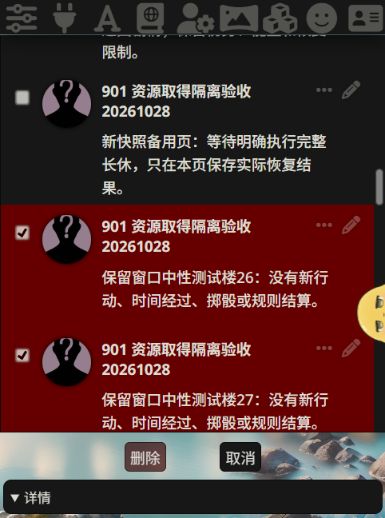 限制。
901 资源取得隔离验收
20261028
新快照备用页：等待明确执行完整
长休，只在本页保存实际恢复结
果。
901 资源取得隔离验收
20261028
保留窗口中性测试楼26：没有新行
动、时间经过、掷骰或规则结算。
901 资源取得隔离验收
20261028
保留窗口中性测试楼27：没有新行
动、时间经过、掷骰或规则结算。
删除
取消
▼ 详情